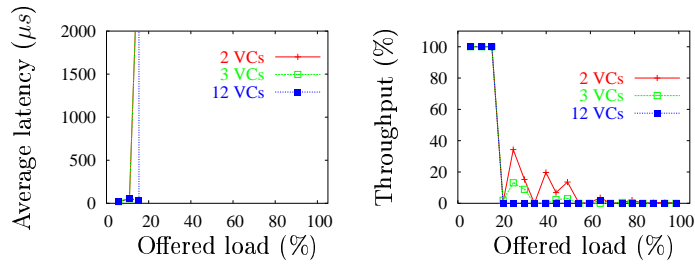 Average latency (μs)
2000
1500
1000
500
0
0 20 40 60 80 100
Offered load (%)
2 VCs
3 VCs
12 VCs
Throughput (%)
100
80
60
40
20
0
0 20 40 60 80 100
Offered load (%)
2 VCs
3 VCs
12 VCs